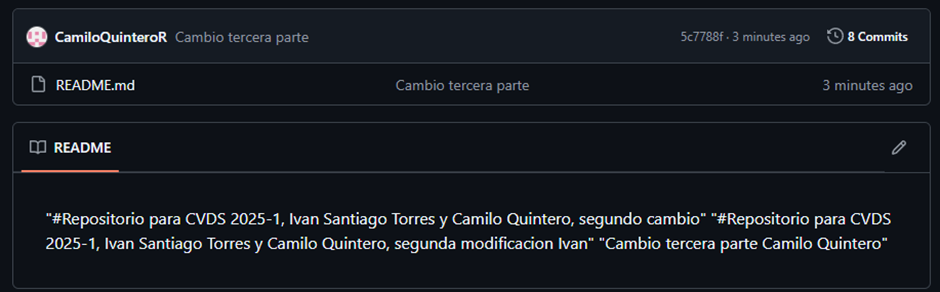 CamiloQuinteroR Cambio tercera parte 5c7788f · 3 minutes ago 8 Commits
README.md Cambio tercera parte 3 minutes ago
README
"#Repositorio para CVDS 2025-1, Ivan Santiago Torres y Camilo Quintero, segundo cambio" "#Repositorio para CVDS
2025-1, Ivan Santiago Torres y Camilo Quintero, segunda modificacion Ivan" "Cambio tercera parte Camilo Quintero"